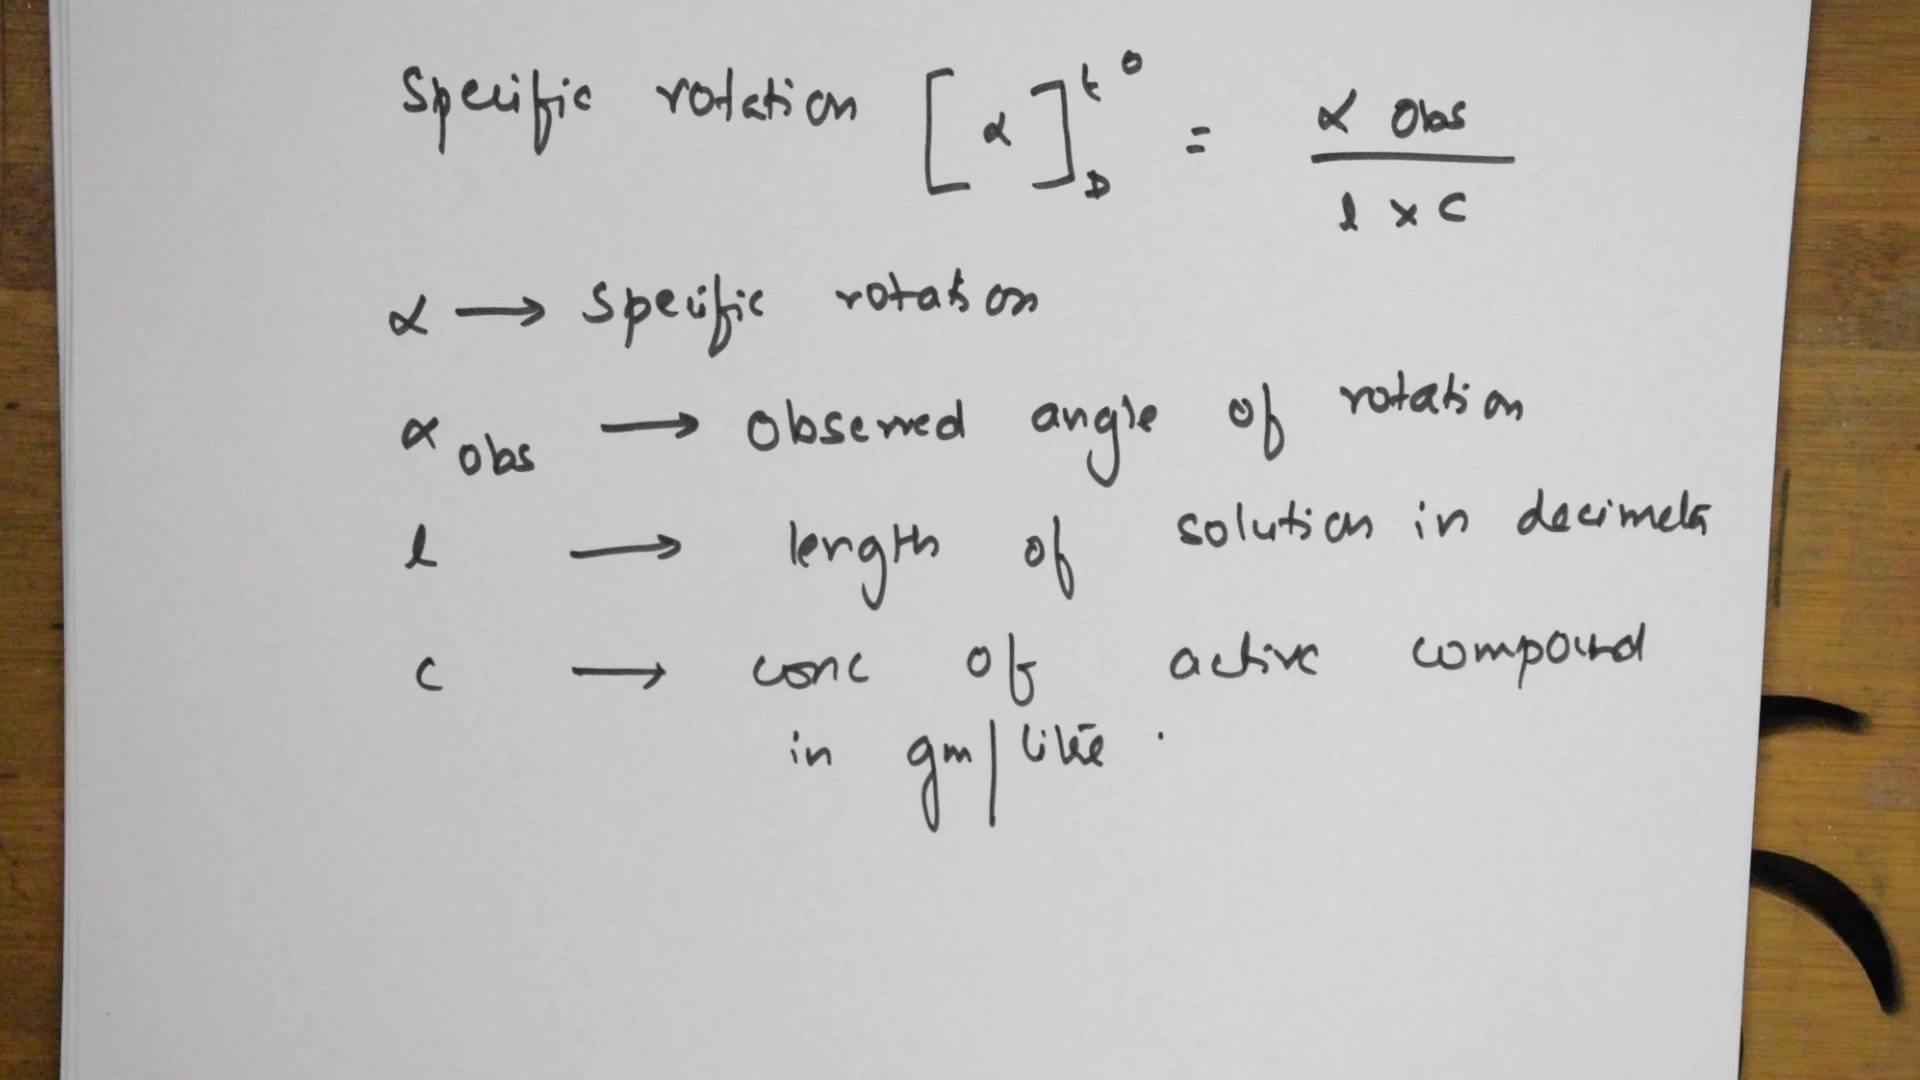 Specific rotation [α]ᴅᵗ° = α obs / l × c
α → specific rotation
α obs → observed angle of rotation
l → length of solution in decimeter
c → conc of active compound
in gm/litre.